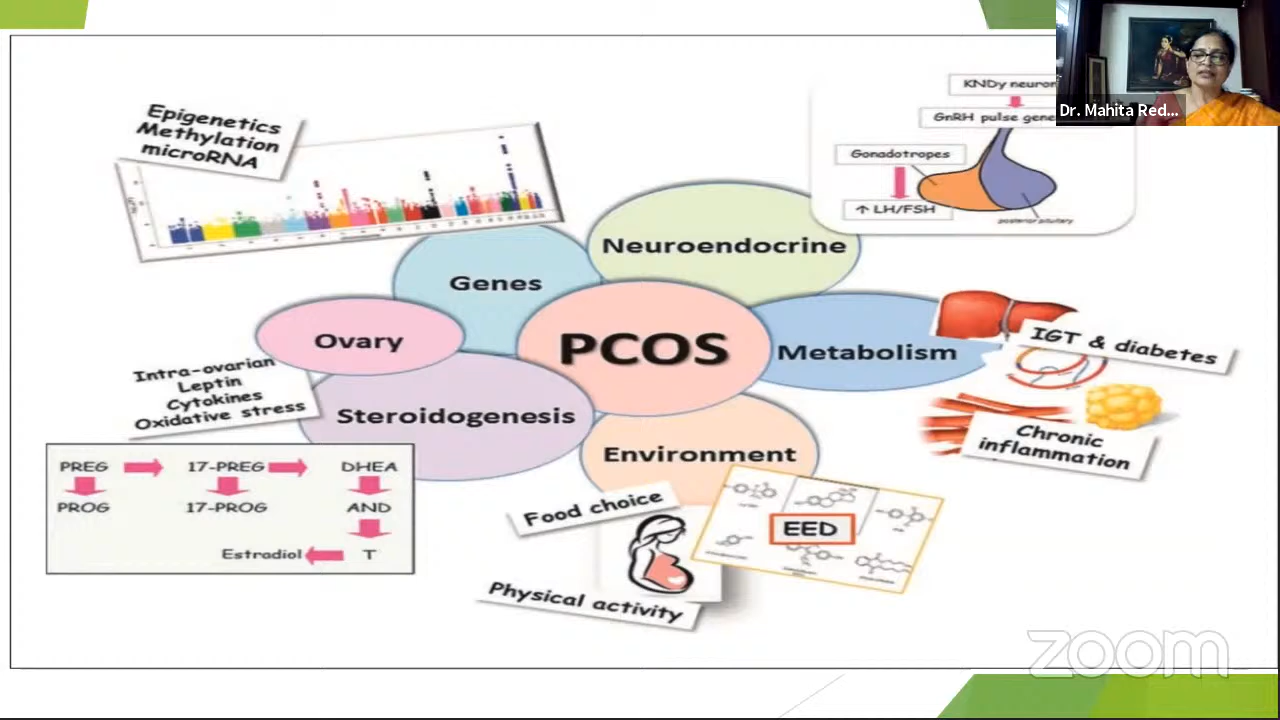 Dr. Mahita Red...
Epigenetics
Methylation
microRNA
KNDy neuron
GnRH pulse gene
Gonadotropes
↑ LH/FSH
posterior pituitary
Neuroendocrine
Genes
Ovary
PCOS
Metabolism
IGT & diabetes
Intra-ovarian
Leptin
Cytokines
Oxidative stress
Steroidogenesis
Chronic
inflammation
Environment
PREG 17-PREG DHEA
PROG 17-PROG AND
Estradiol T
Food choice
EED
Physical activity
zoom